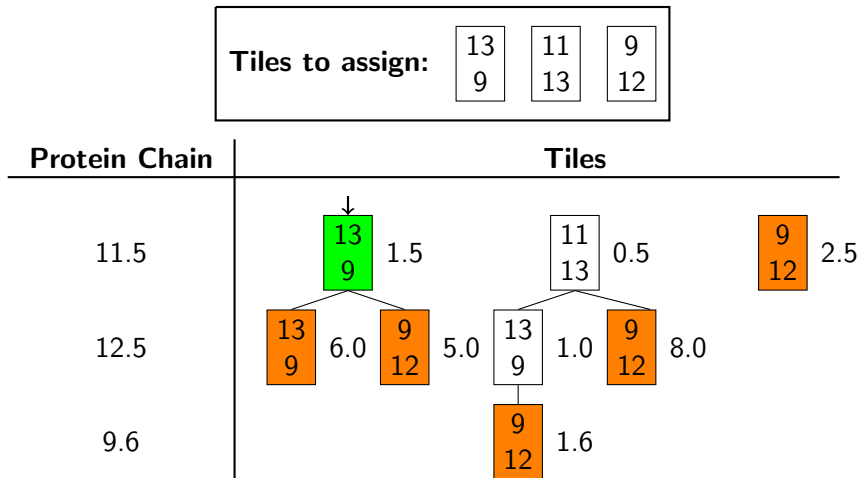 Tiles to assign: 13 11 9
9 13 12
Protein Chain Tiles
↓
11.5 13 9 1.5 11 13 0.5 9 12 2.5
12.5 13 9 6.0 9 12 5.0 13 9 1.0 9 12 8.0
9.6 9 12 1.6